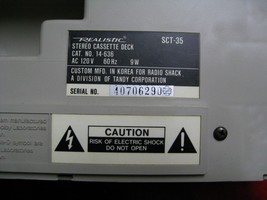 REALISTIC SCT-35
STEREO CASSETTE DECK
CAT. NO. 14-636
AC 120V 60Hz 9W
CUSTOM MFD. IN KOREA FOR RADIO SHACK
A DIVISION OF TANDY CORPORATION
SERIAL NO. 40706290
CAUTION
RISK OF ELECTRIC SHOCK
DO NOT OPEN